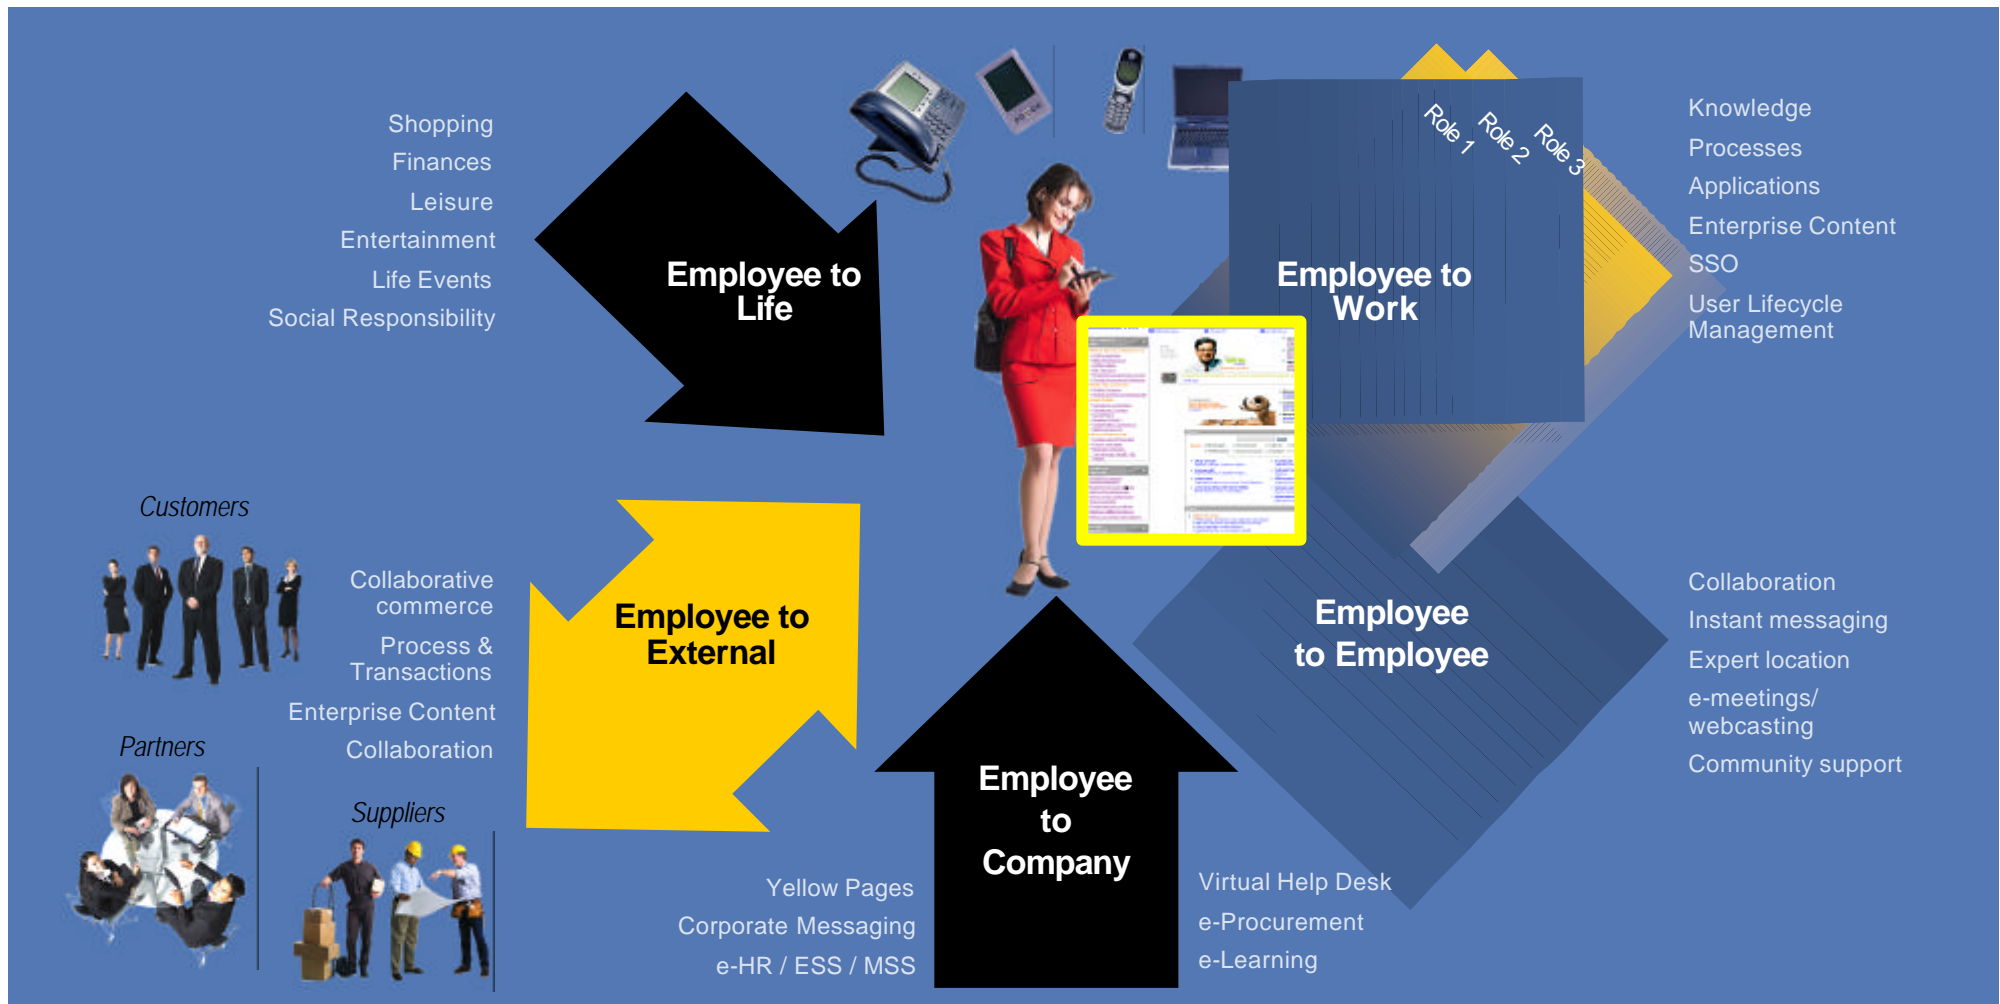 Shopping
Finances
Leisure
Entertainment
Life Events
Social Responsibility
Employee to
Life
Role 1
Role 2
Role 3
Employee to
Work
Knowledge
Processes
Applications
Enterprise Content
SSO
User Lifecycle
Management
Customers
Collaborative
commerce
Process &
Transactions
Enterprise Content
Collaboration
Partners
Suppliers
Employee to
External
Employee
to
Company
Yellow Pages
Corporate Messaging
e-HR / ESS / MSS
Virtual Help Desk
e-Procurement
e-Learning
Employee
to Employee
Collaboration
Instant messaging
Expert location
e-meetings/
webcasting
Community support